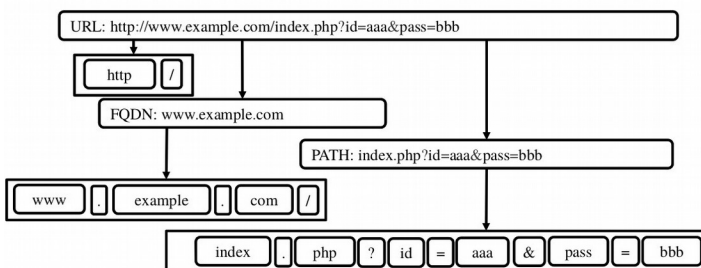 URL: http://www.example.com/index.php?id=aaa&pass=bbb
http /
FQDN: www.example.com
PATH: index.php?id=aaa&pass=bbb
www . example . com /
index . php ? id = aaa & pass = bbb